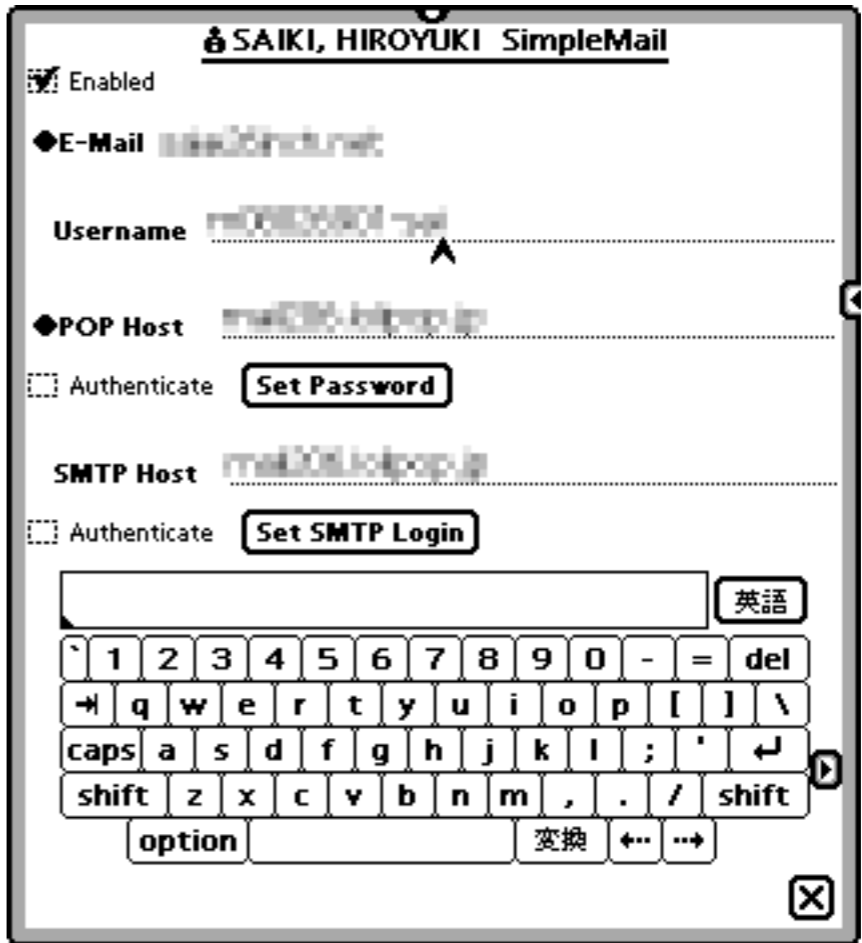 SAIKI, HIROYUKI SimpleMail
Enabled
◆E-Mail
Username
◆POP Host
Authenticate Set Password
SMTP Host
Authenticate Set SMTP Login
英語
` 1 2 3 4 5 6 7 8 9 0 - = del
q w e r t y u i o p [ ] \
caps a s d f g h j k l ; '
shift z x c v b n m , . / shift
option 変換